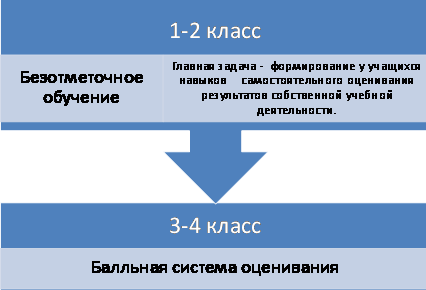 1-2 класс
Безотметочное
обучение
Главная задача - формирование у учащихся
навыков самостоятельного оценивания
результатов собственной учебной
деятельности.
3-4 класс
Балльная система оценивания